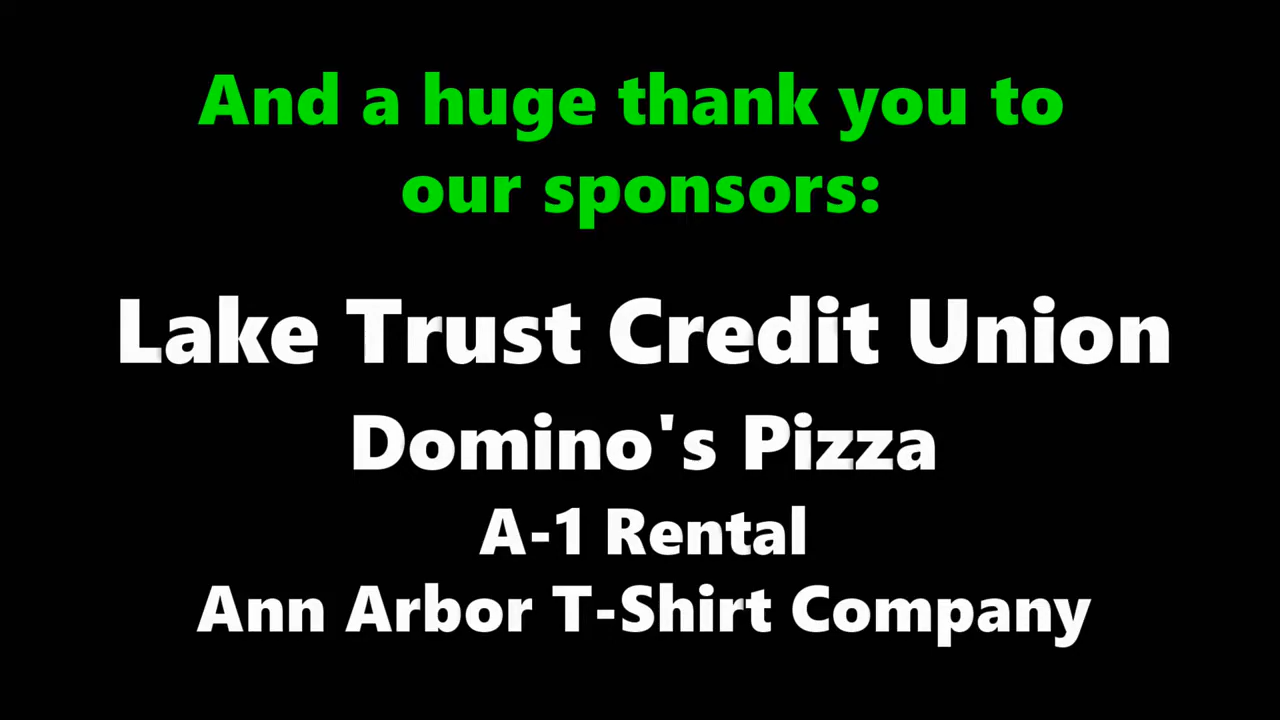 And a huge thank you to
our sponsors:
Lake Trust Credit Union
Domino's Pizza
A-1 Rental
Ann Arbor T-Shirt Company